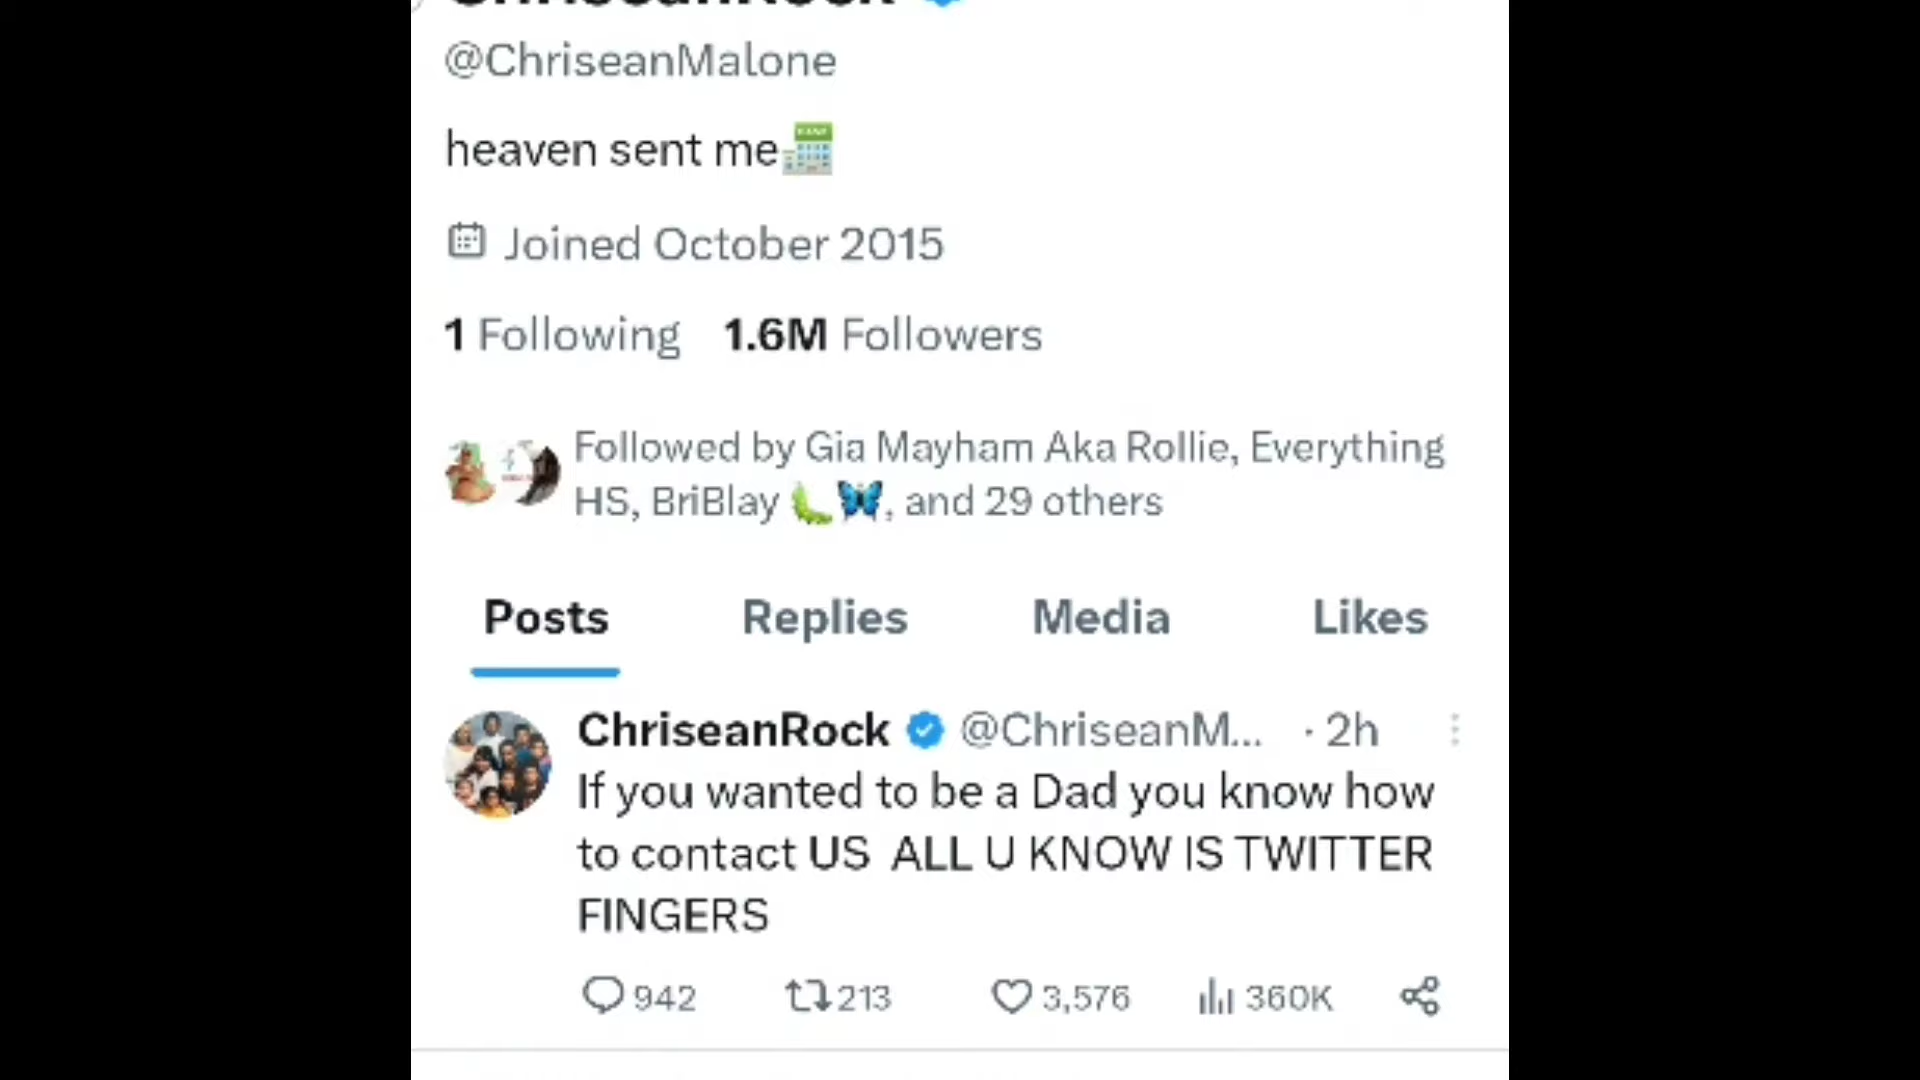 ChriseanRock
@ChriseanMalone
heaven sent me
Joined October 2015
1 Following 1.6M Followers
Followed by Gia Mayham Aka Rollie, Everything
HS, BriBlay 🐛🦋, and 29 others
Posts Replies Media Likes
ChriseanRock @ChriseanM... · 2h
If you wanted to be a Dad you know how
to contact US ALL U KNOW IS TWITTER
FINGERS
942 213 3,576 360K